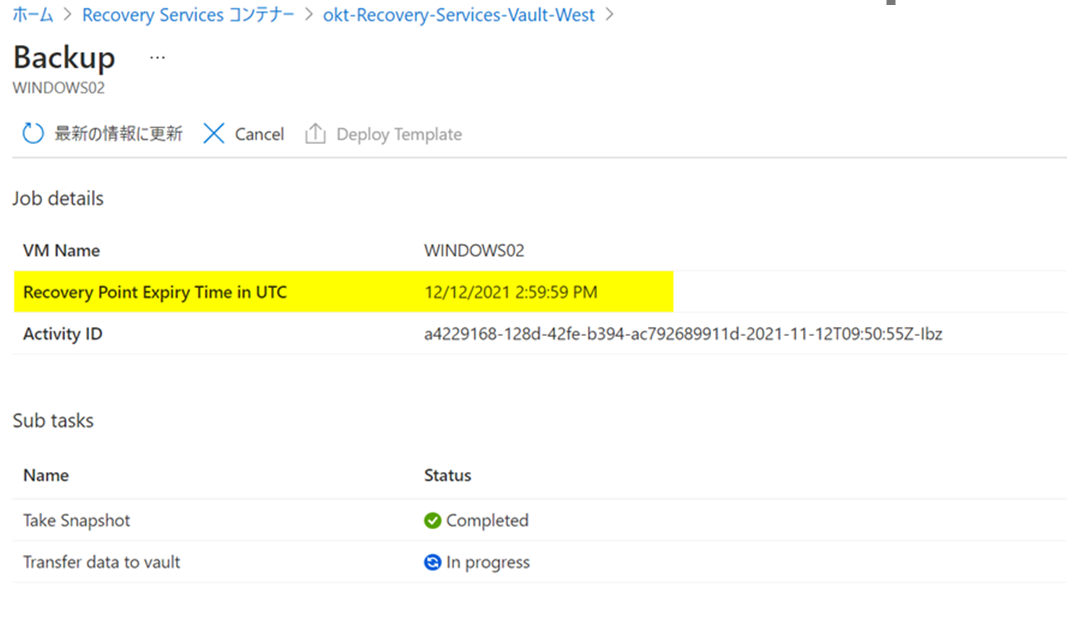 ホーム > Recovery Services コンテナー > okt-Recovery-Services-Vault-West >
Backup ...
WINDOWS02
最新の情報に更新 Cancel Deploy Template
Job details
VM Name WINDOWS02
Recovery Point Expiry Time in UTC 12/12/2021 2:59:59 PM
Activity ID a4229168-128d-42fe-b394-ac792689911d-2021-11-12T09:50:55Z-Ibz
Sub tasks
Name Status
Take Snapshot Completed
Transfer data to vault In progress